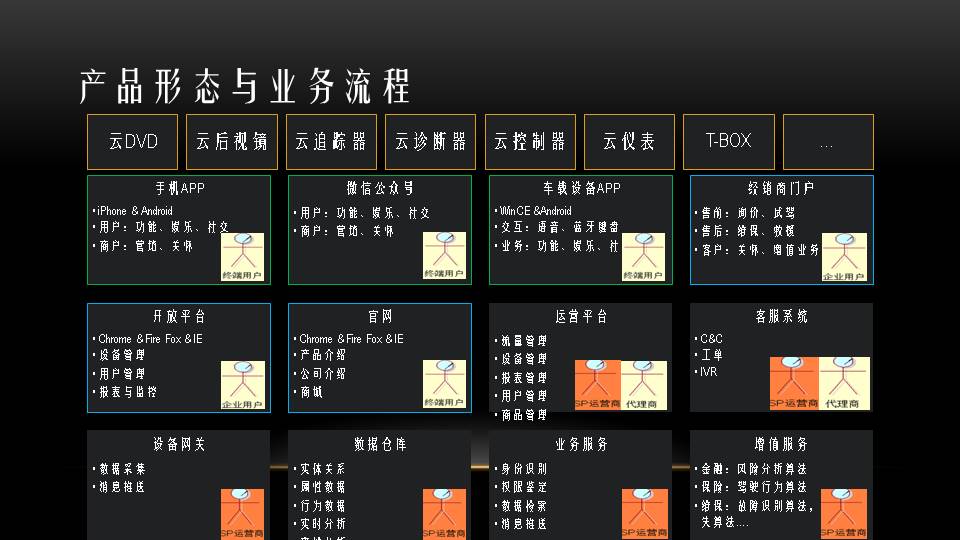 产品形态与业务流程
云DVD
云后视镜
云追踪器
云诊断器
云控制器
云仪表
T-BOX
...
手机APP
•iPhone & Android
•用户：功能、娱乐、社交
•商户：营销、关怀
终端用户
微信公众号
•用户：功能、娱乐、社交
•商户：营销、关怀
终端用户
车载设备APP
•WinCE &Android
•交互：语音、蓝牙键盘
•业务：功能、娱乐、社
终端用户
经销商门户
•售前：询价、试驾
•售后：维保、救援
•客户：关怀、增值业务
企业用户
开放平台
•Chrome & Fire Fox & IE
•设备管理
•用户管理
•报表与监控
企业用户
官网
•Chrome & Fire Fox & IE
•产品介绍
•公司介绍
•商城
终端用户
运营平台
•流量管理
•设备管理
•报表管理
•用户管理
•商品管理
SP运营商
代理商
客服系统
•C&C
•工单
•IVR
SP运营商
代理商
设备网关
•数据采集
•消息推送
SP运营商
数据仓库
•实体关系
•属性数据
•行为数据
•实时分析
SP运营商
业务服务
•身份识别
•权限鉴定
•数据检索
•消息推送
SP运营商
增值服务
•金融：风险分析算法
•保险：驾驶行为算法
•维保：故障识别算法，
失算法....
SP运营商